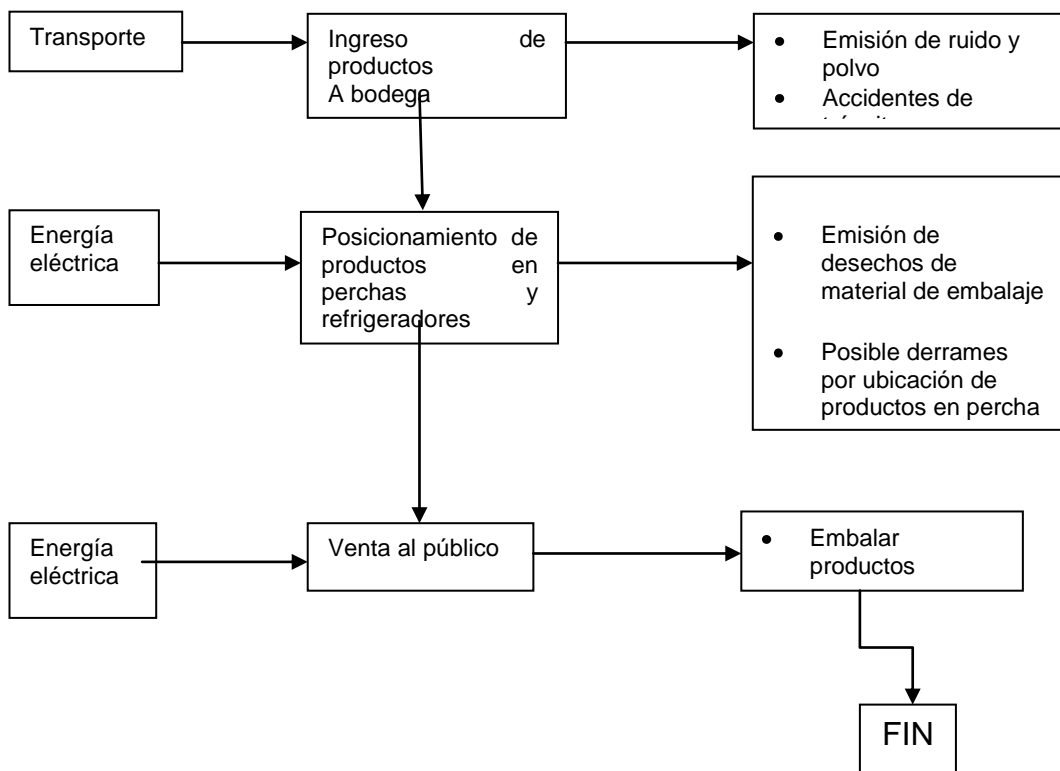 Transporte
Ingreso de
productos
A bodega
• Emisión de ruido y
polvo
• Accidentes de
Energía
eléctrica
Posicionamiento de
productos en
perchas y
refrigeradores
• Emisión de
desechos de
material de embalaje
• Posible derrames
por ubicación de
productos en percha
Energía
eléctrica
Venta al público
• Embalar
productos
FIN